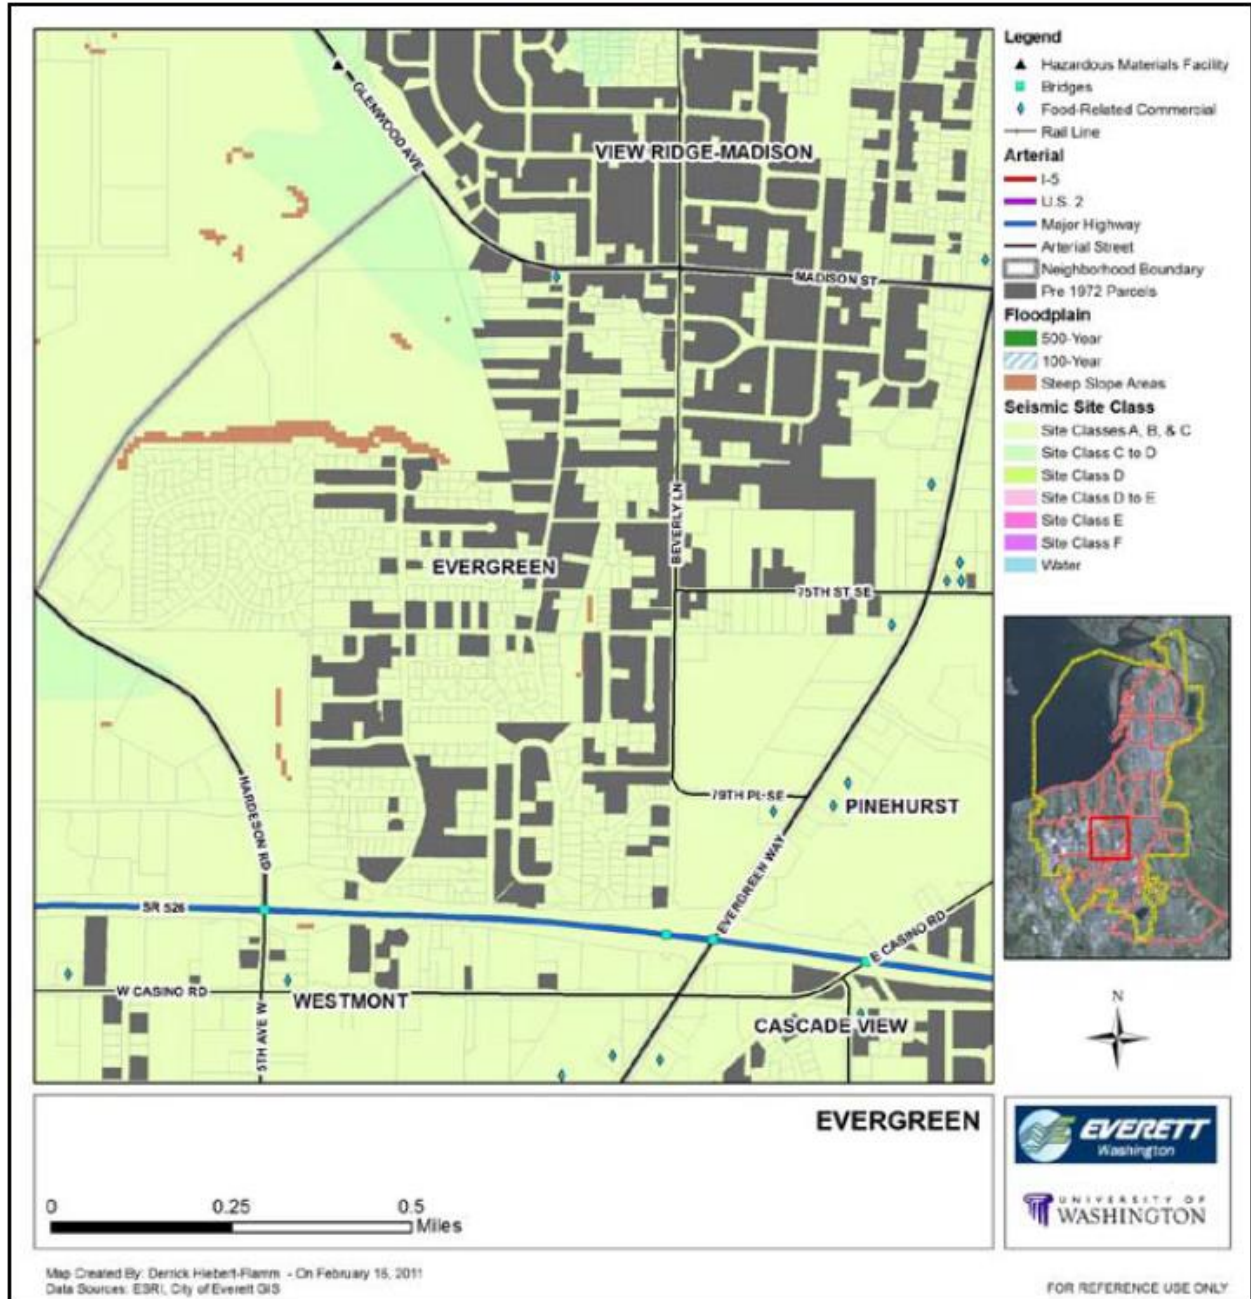 GLENWOOD AVE
VIEW RIDGE-MADISON
MADISON ST
BEVERLY LN
EVERGREEN
75TH ST SE
HARDESON RD
79TH PL SE
PINEHURST
EVERGREEN WAY
SR 526
E CASINO RD
W CASINO RD
WESTMONT
5TH AVE W
CASCADE VIEW
Legend
Hazardous Materials Facility
Bridges
Food-Related Commercial
Rail Line
Arterial
I-5
U.S. 2
Major Highway
Arterial Street
Neighborhood Boundary
Pre 1972 Parcels
Floodplain
500-Year
100-Year
Steep Slope Areas
Seismic Site Class
Site Classes A, B, & C
Site Class C to D
Site Class D
Site Class D to E
Site Class E
Site Class F
Water
N
EVERGREEN
0 0.25 0.5
Miles
EVERETT
Washington
UNIVERSITY OF
WASHINGTON
Map Created By: Derrick Hiebert-Flamm - On February 16, 2011
Data Sources: ESRI, City of Everett GIS
FOR REFERENCE USE ONLY